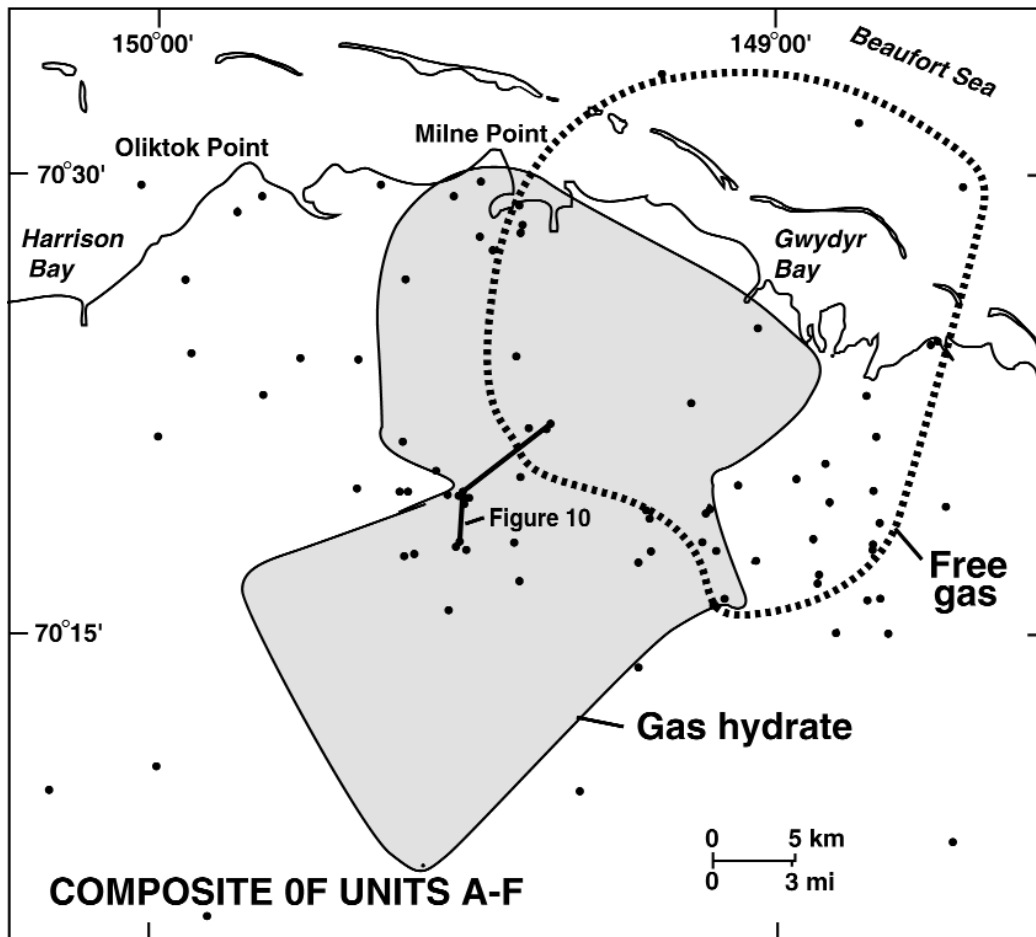 150°00'
149°00'
Beaufort Sea
Milne Point
Oliktok Point
70°30'
Harrison
Bay
Gwydyr
Bay
Figure 10
Free
gas
70°15'
Gas hydrate
0 5 km
0 3 mi
COMPOSITE 0F UNITS A-F